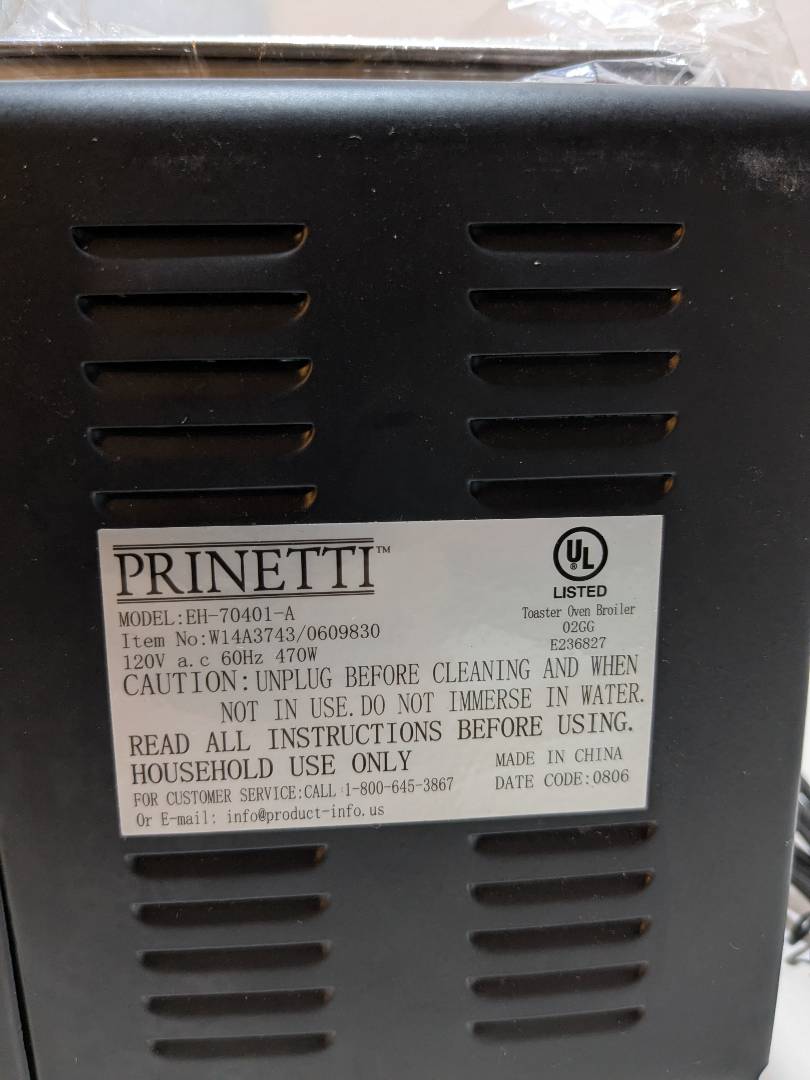 PRINETTI™
MODEL:EH-70401-A
Item No:W14A3743/0609830
120V a.c 60Hz 470W
UL
®
LISTED
Toaster Oven Broiler
02GG
E236827
CAUTION:UNPLUG BEFORE CLEANING AND WHEN
NOT IN USE.DO NOT IMMERSE IN WATER.
READ ALL INSTRUCTIONS BEFORE USING.
HOUSEHOLD USE ONLY
MADE IN CHINA
FOR CUSTOMER SERVICE:CALL :1-800-645-3867
DATE CODE:0806
Or E-mail: info@product-info.us